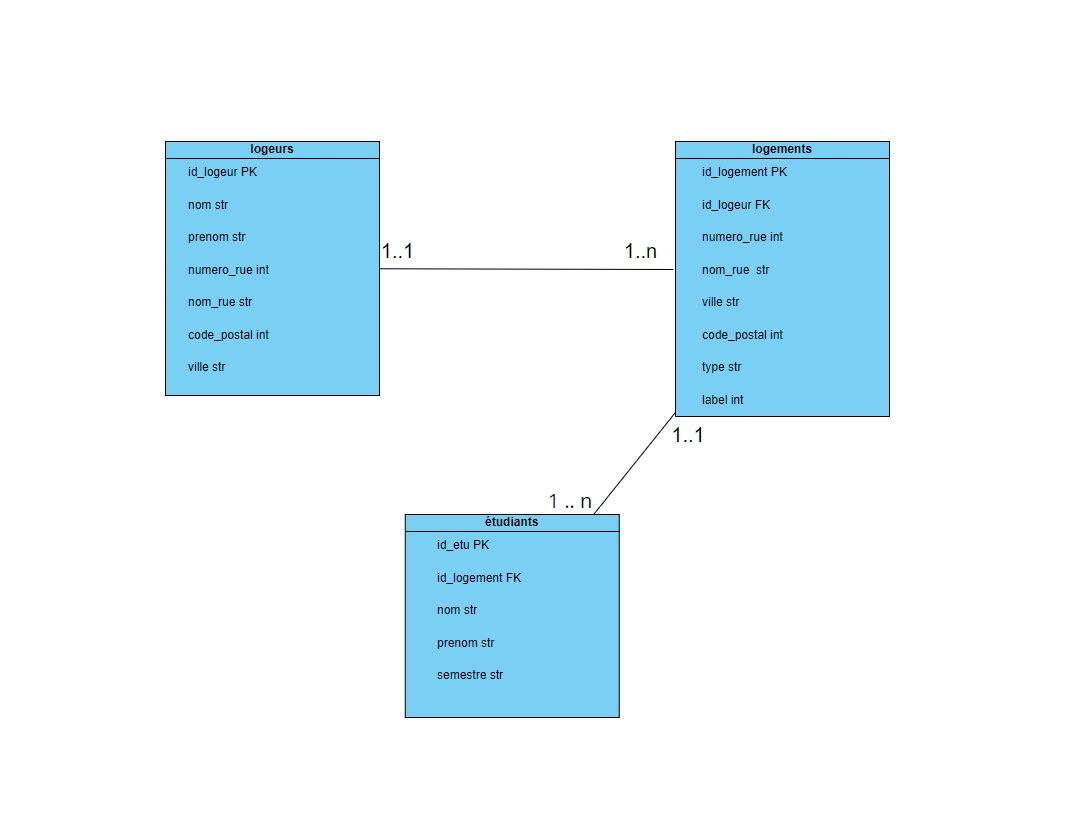 logeurs
id_logeur PK
nom str
prenom str
numero_rue int
nom_rue str
code_postal int
ville str
1..1
1..n
logements
id_logement PK
id_logeur FK
numero_rue int
nom_rue  str
ville str
code_postal int
type str
label int
1..1
1 .. n
étudiants
id_etu PK
id_logement FK
nom str
prenom str
semestre str